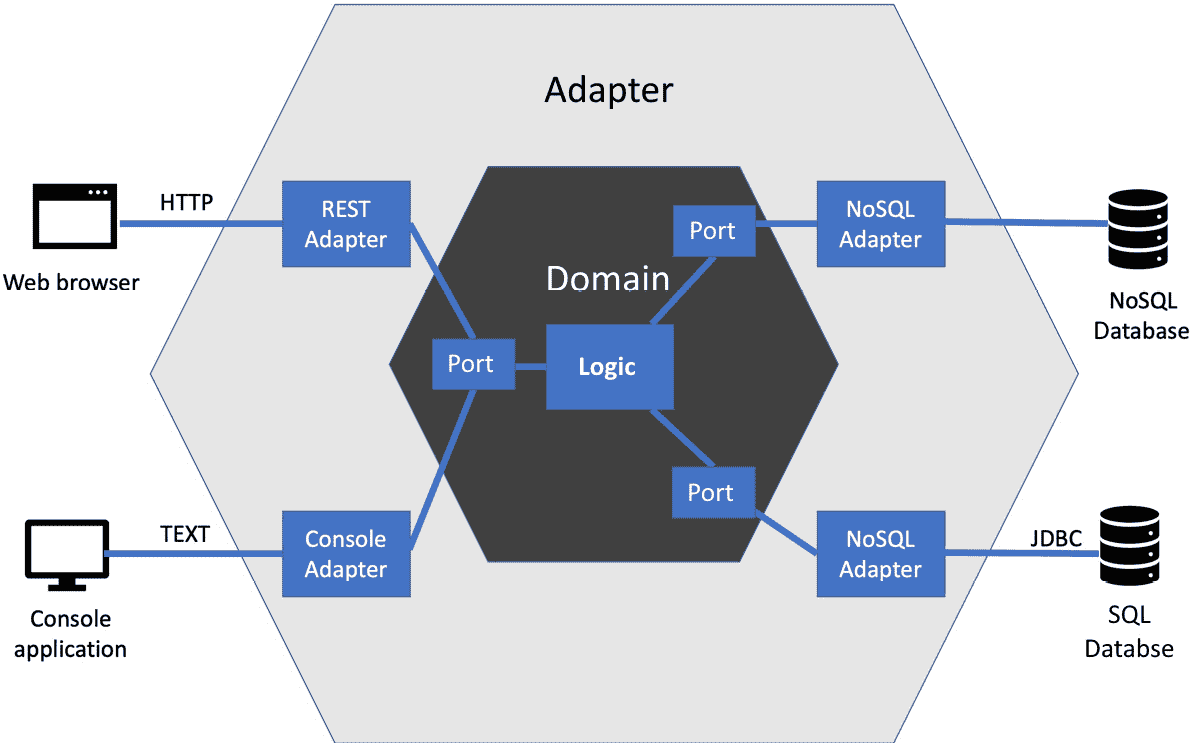 Adapter
HTTP
REST
Adapter
NoSQL
Adapter
Port
Web browser
Domain
NoSQL
Database
Port
Logic
Port
TEXT
Console
Adapter
NoSQL
Adapter
JDBC
Console
application
SQL
Databse